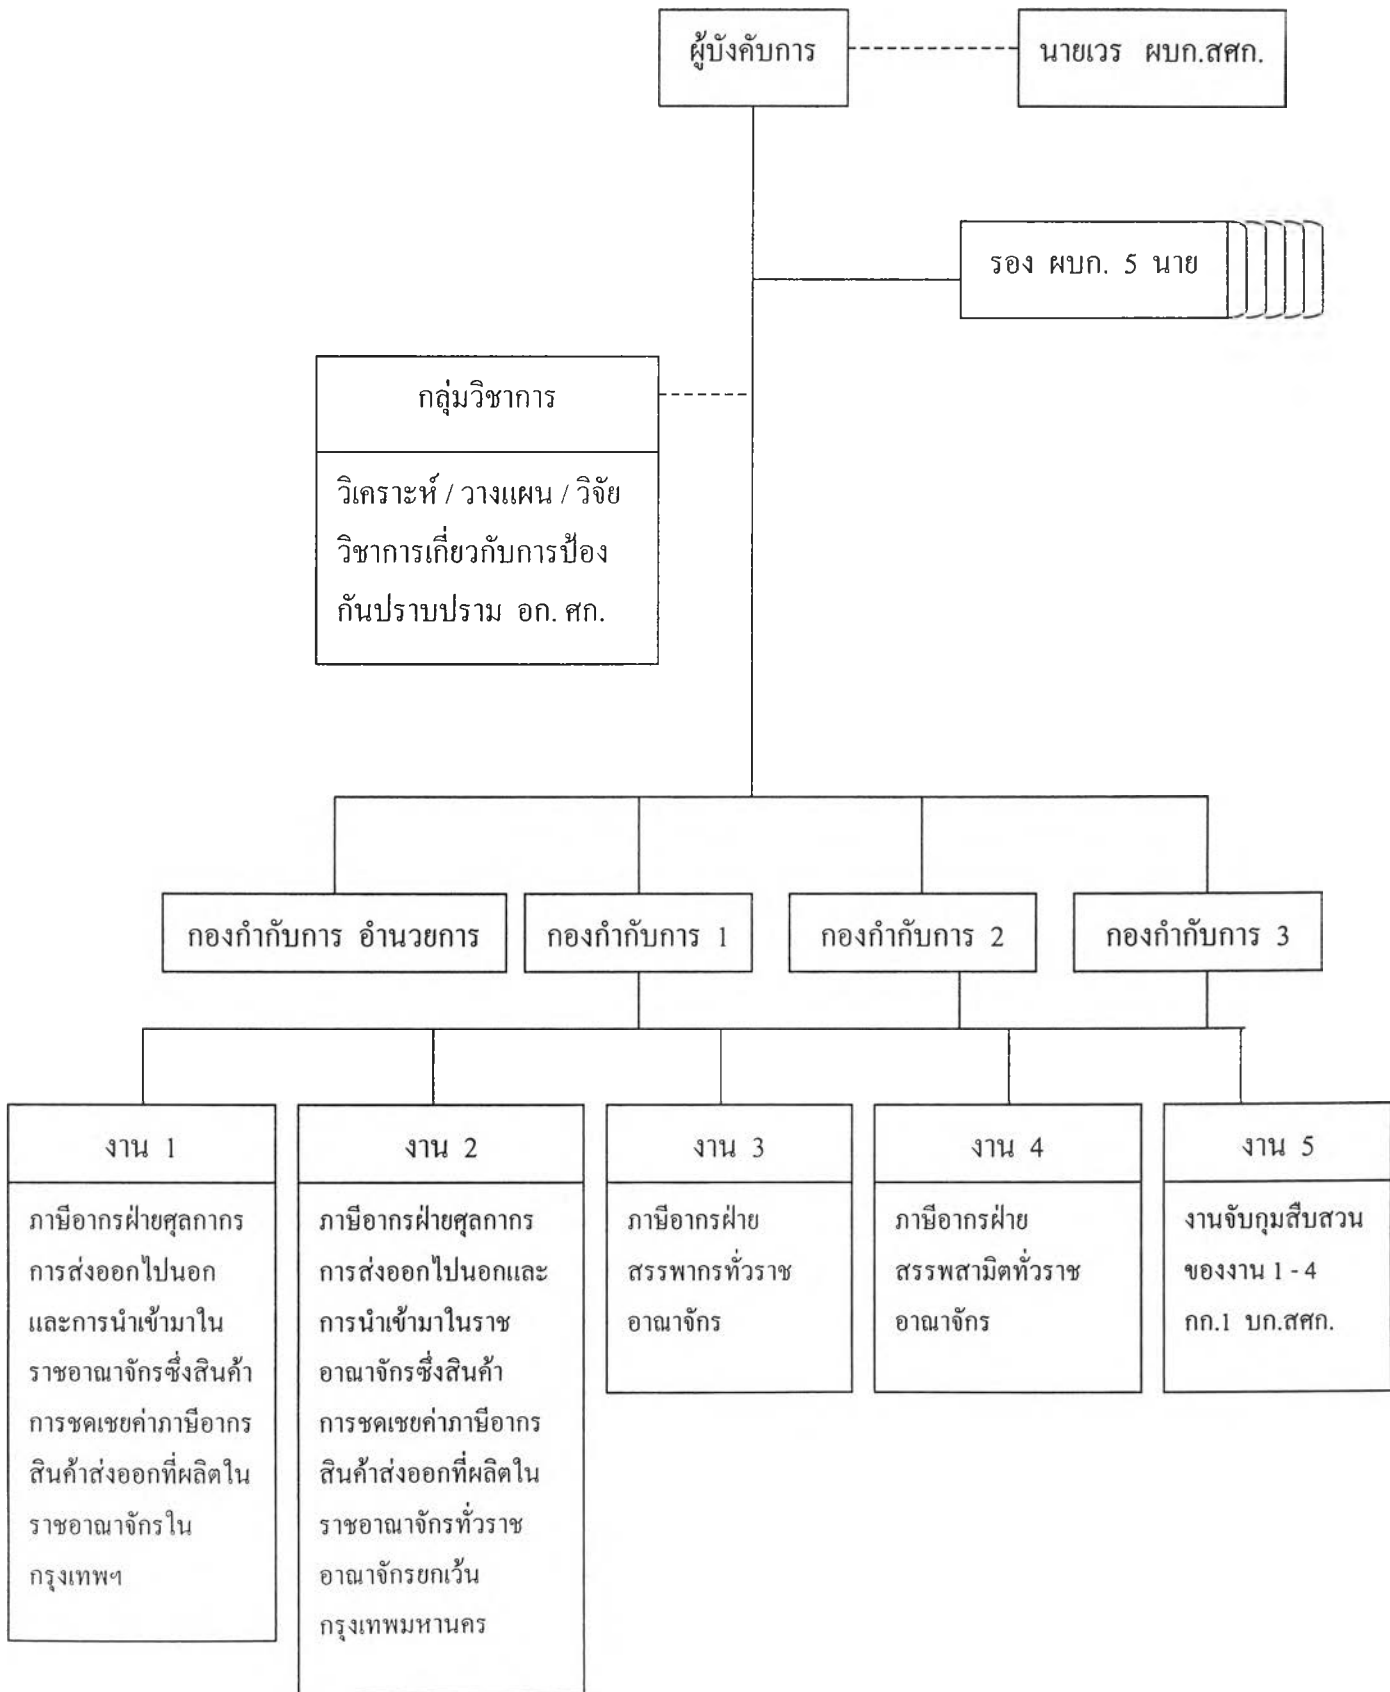 ผู้บังคับการ
นายเวร ผบก.สศก.
รอง ผบก. 5 นาย
กลุ่มวิชาการ
วิเคราะห์ / วางแผน / วิจัย
วิชาการเกี่ยวกับการป้อง
กันปราบปราม อก. ศก.
กองกำกับการ อำนวยการ
กองกำกับการ 1
กองกำกับการ 2
กองกำกับการ 3
งาน 1
ภาษีอากรฝ่ายศุลกากร
การส่งออกไปนอก
และการนำเข้ามาใน
ราชอาณาจักรซึ่งสินค้า
การชดเชยค่าภาษีอากร
สินค้าส่งออกที่ผลิตใน
ราชอาณาจักรใน
กรุงเทพฯ
งาน 2
ภาษีอากรฝ่ายศุลกากร
การส่งออกไปนอกและ
การนำเข้ามาในราช
อาณาจักรซึ่งสินค้า
การชดเชยค่าภาษีอากร
สินค้าส่งออกที่ผลิตใน
ราชอาณาจักรทั่วราช
อาณาจักรยกเว้น
กรุงเทพมหานคร
งาน 3
ภาษีอากรฝ่าย
สรรพากรทั่วราช
อาณาจักร
งาน 4
ภาษีอากรฝ่าย
สรรพสามิตทั่วราช
อาณาจักร
งาน 5
งานจับกุมสืบสวน
ของงาน 1 - 4
กก.1 บก.สศก.